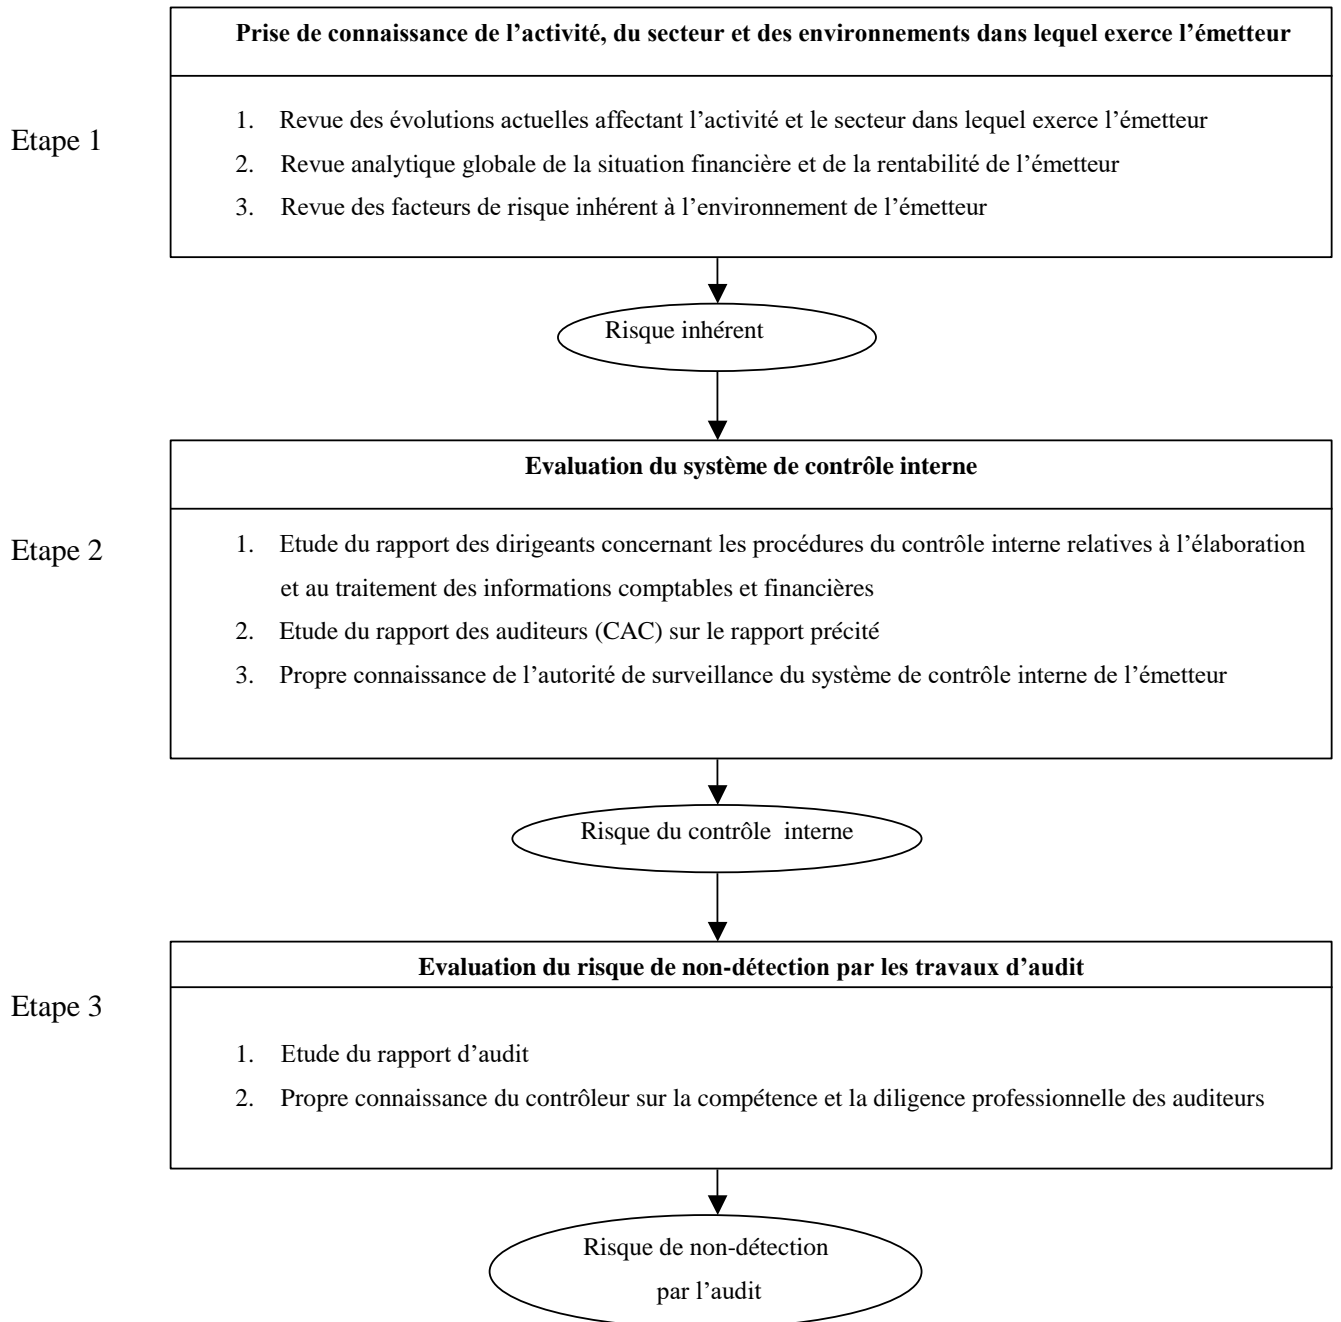 Prise de connaissance de l’activité, du secteur et des environnements dans lequel exerce l’émetteur
Etape 1
1. Revue des évolutions actuelles affectant l’activité et le secteur dans lequel exerce l’émetteur
2. Revue analytique globale de la situation financière et de la rentabilité de l’émetteur
3. Revue des facteurs de risque inhérent à l’environnement de l’émetteur
Risque inhérent
Evaluation du système de contrôle interne
Etape 2
1. Etude du rapport des dirigeants concernant les procédures du contrôle interne relatives à l’élaboration
et au traitement des informations comptables et financières
2. Etude du rapport des auditeurs (CAC) sur le rapport précité
3. Propre connaissance de l’autorité de surveillance du système de contrôle interne de l’émetteur
Risque du contrôle interne
Evaluation du risque de non-détection par les travaux d’audit
Etape 3
1. Etude du rapport d’audit
2. Propre connaissance du contrôleur sur la compétence et la diligence professionnelle des auditeurs
Risque de non-détection
par l’audit